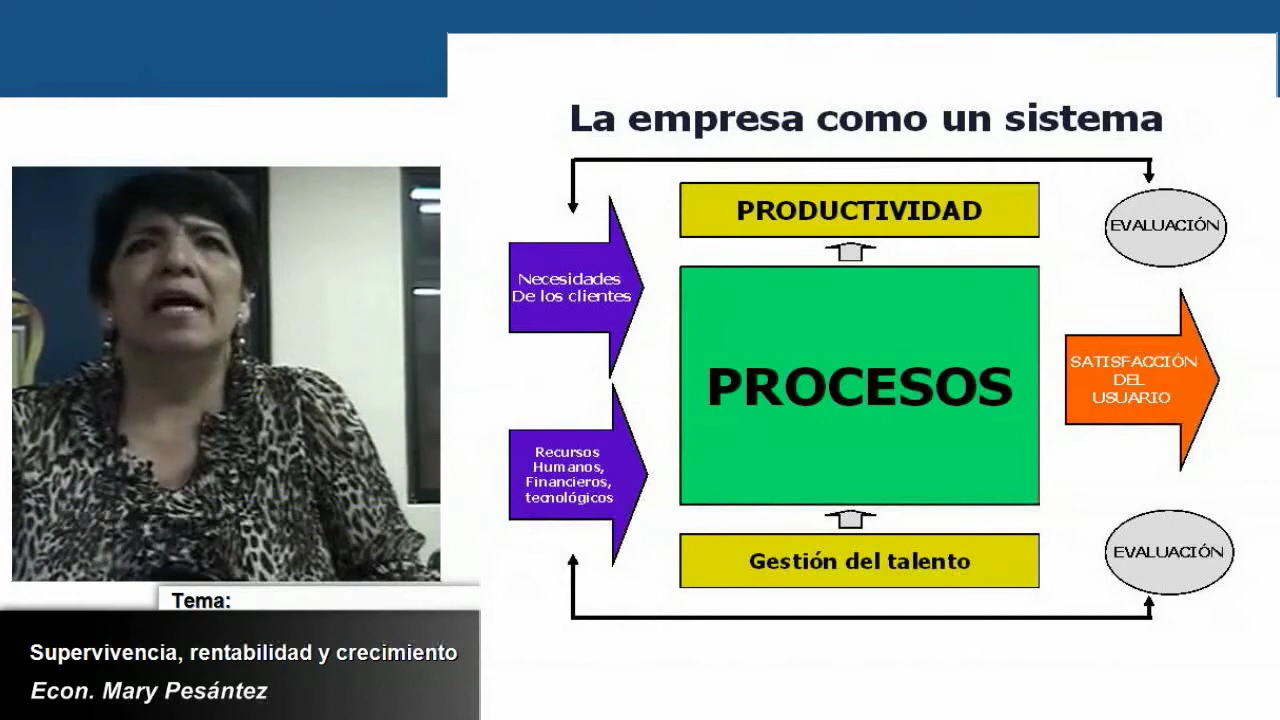 La empresa como un sistema
PRODUCTIVIDAD
EVALUACIÓN
Necesidades
De los clientes
PROCESOS
SATISFACCIÓN
DEL
USUARIO
Recursos
Humanos,
Financieros,
tecnológicos
Gestión del talento
EVALUACIÓN
Tema:
Supervivencia, rentabilidad y crecimiento
Econ. Mary Pesántez